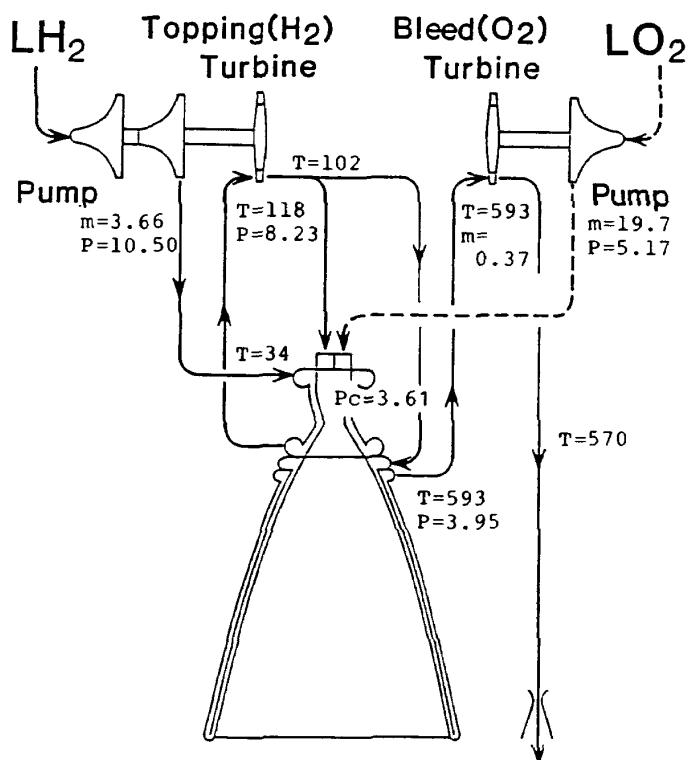 LH2
Topping(H2)
Turbine
Bleed(O2)
Turbine
LO2
Pump
m=3.66
P=10.50
T=102
T=118
P=8.23
T=593
m=
0.37
Pump
m=19.7
P=5.17
T=34
Pc=3.61
T=570
T=593
P=3.95